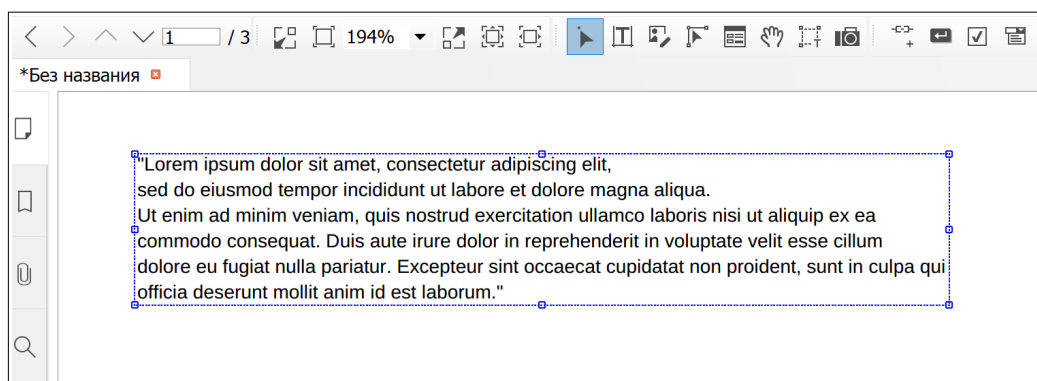 1 / 3 194%
*Без названия
"Lorem ipsum dolor sit amet, consectetur adipiscing elit,
sed do eiusmod tempor incididunt ut labore et dolore magna aliqua.
Ut enim ad minim veniam, quis nostrud exercitation ullamco laboris nisi ut aliquip ex ea
commodo consequat. Duis aute irure dolor in reprehenderit in voluptate velit esse cillum
dolore eu fugiat nulla pariatur. Excepteur sint occaecat cupidatat non proident, sunt in culpa qui
officia deserunt mollit anim id est laborum."